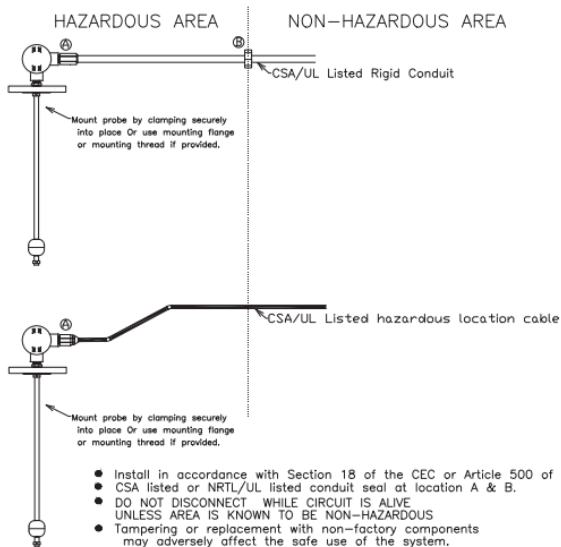 HAZARDOUS AREA
NON-HAZARDOUS AREA
A
B
CSA/UL Listed Rigid Conduit
Mount probe by clamping securely
into place Or use mounting flange
or mounting thread if provided.
A
CSA/UL Listed hazardous location cable
Mount probe by clamping securely
into place Or use mounting flange
or mounting thread if provided.
● Install in accordance with Section 18 of the CEC or Article 500 of
● CSA listed or NRTL/UL listed conduit seal at location A & B.
● DO NOT DISCONNECT WHILE CIRCUIT IS ALIVE
UNLESS AREA IS KNOWN TO BE NON-HAZARDOUS
● Tampering or replacement with non-factory components
may adversely affect the safe use of the system.